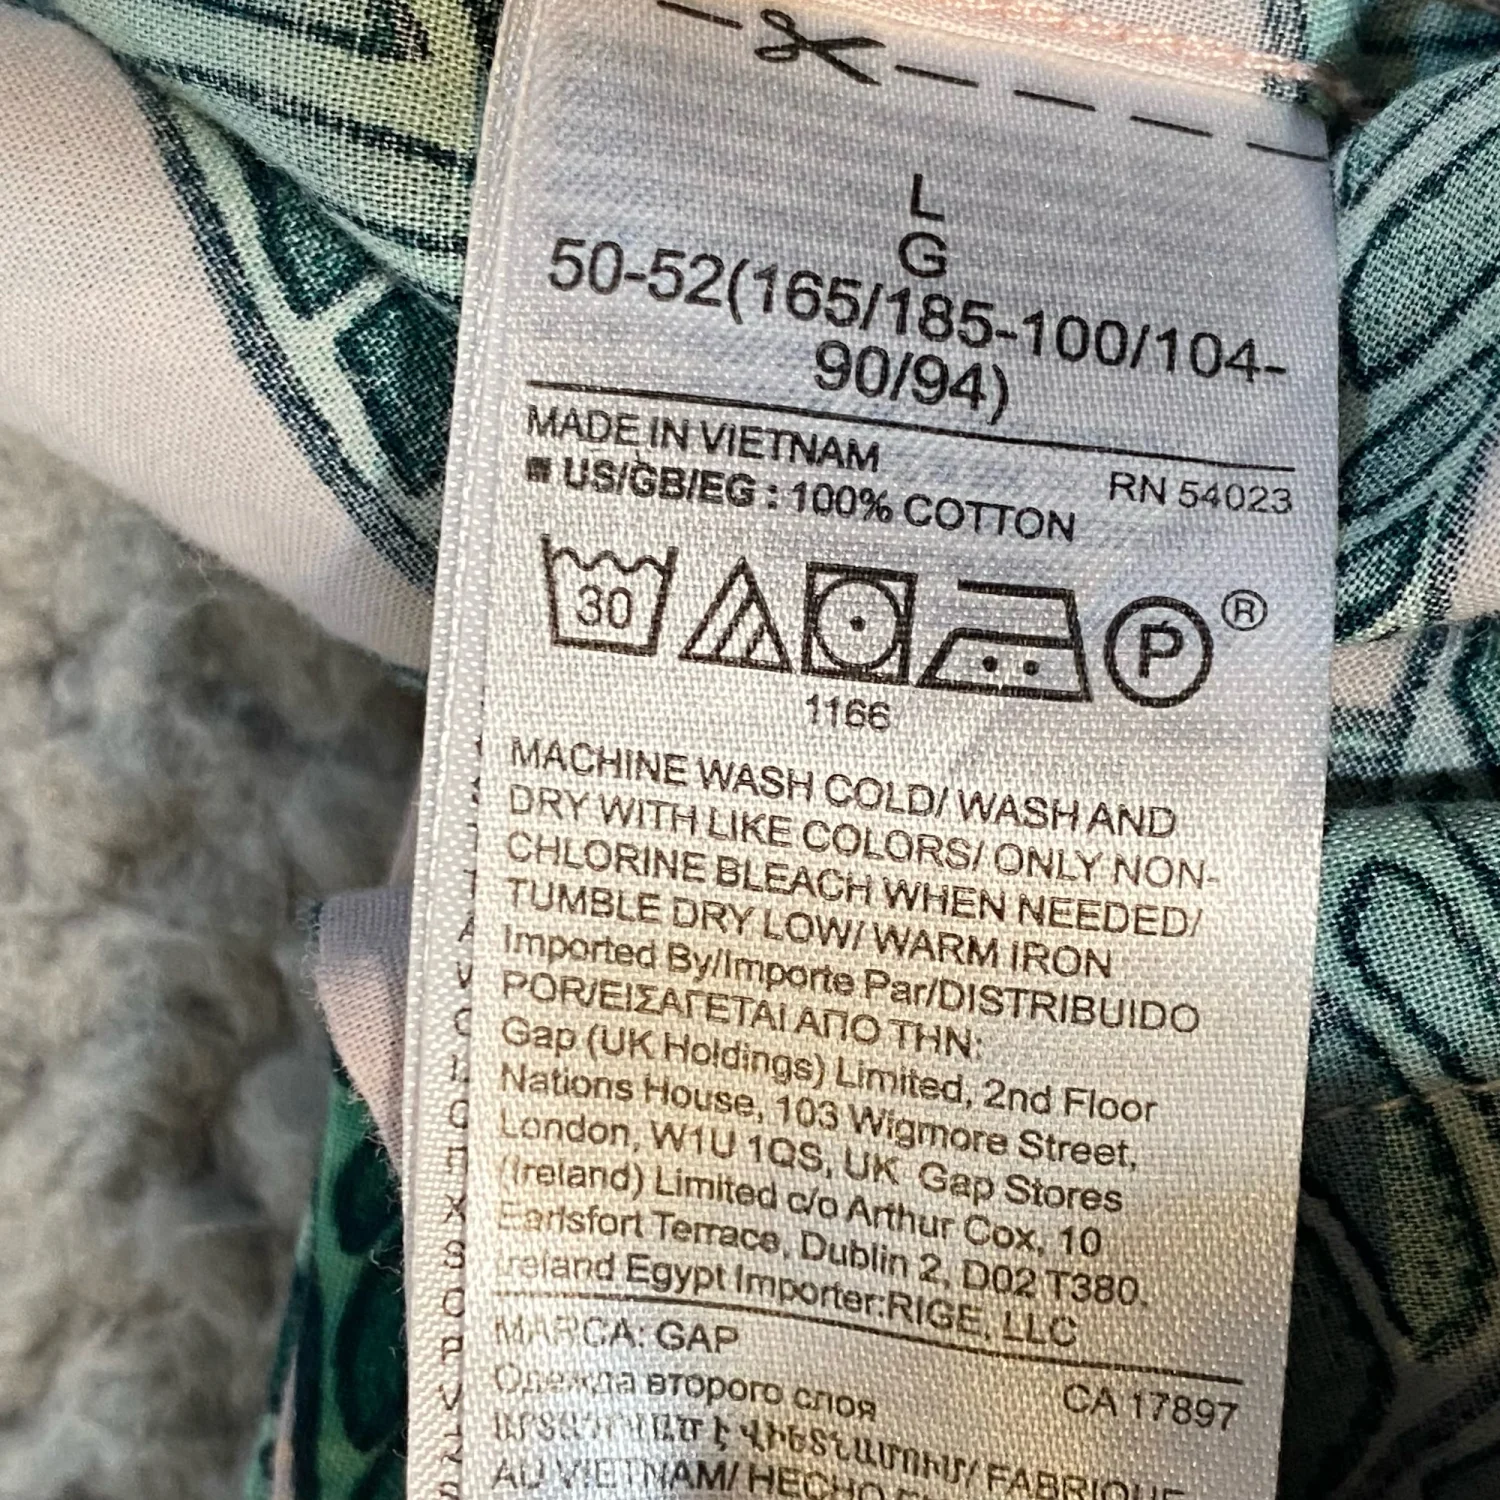 L
G
50-52(165/185-100/104-
90/94)
MADE IN VIETNAM
RN 54023
US/GB/EG : 100% COTTON
30
P ®
1166
MACHINE WASH COLD/ WASH AND
DRY WITH LIKE COLORS/ ONLY NON-
CHLORINE BLEACH WHEN NEEDED/
TUMBLE DRY LOW/ WARM IRON
Imported By/Importe Par/DISTRIBUIDO
POR/ΕΙΣΑΓΕΤΑΙ ΑΠΟ ΤΗΝ:
Gap (UK Holdings) Limited, 2nd Floor
Nations House, 103 Wigmore Street,
London, W1U 1QS, UK Gap Stores
(Ireland) Limited c/o Arthur Cox, 10
Earlsfort Terrace, Dublin 2, D02 T380,
Ireland Egypt Importer:RIGE, LLC
MARCA: GAP
CA 17897
Одежда второго слоя
AU VIETNAM/ HECHO